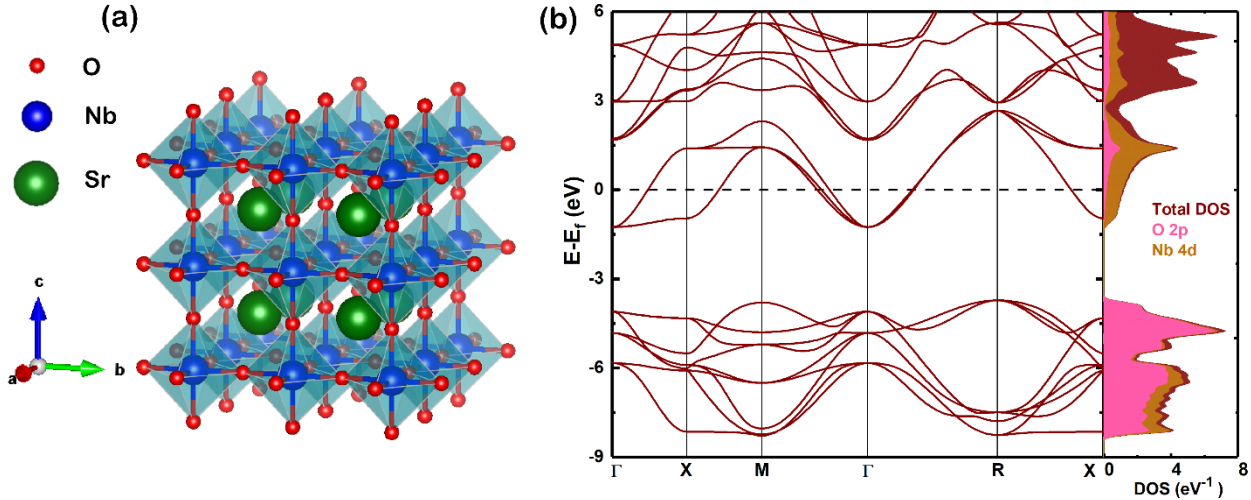 (a)
O
Nb
Sr
c
a
b
(b)
E-E_f (eV)
6
3
0
-3
-6
-9
Γ X M Γ R X
Total DOS
O 2p
Nb 4d
0 4 8
DOS (eV⁻¹)